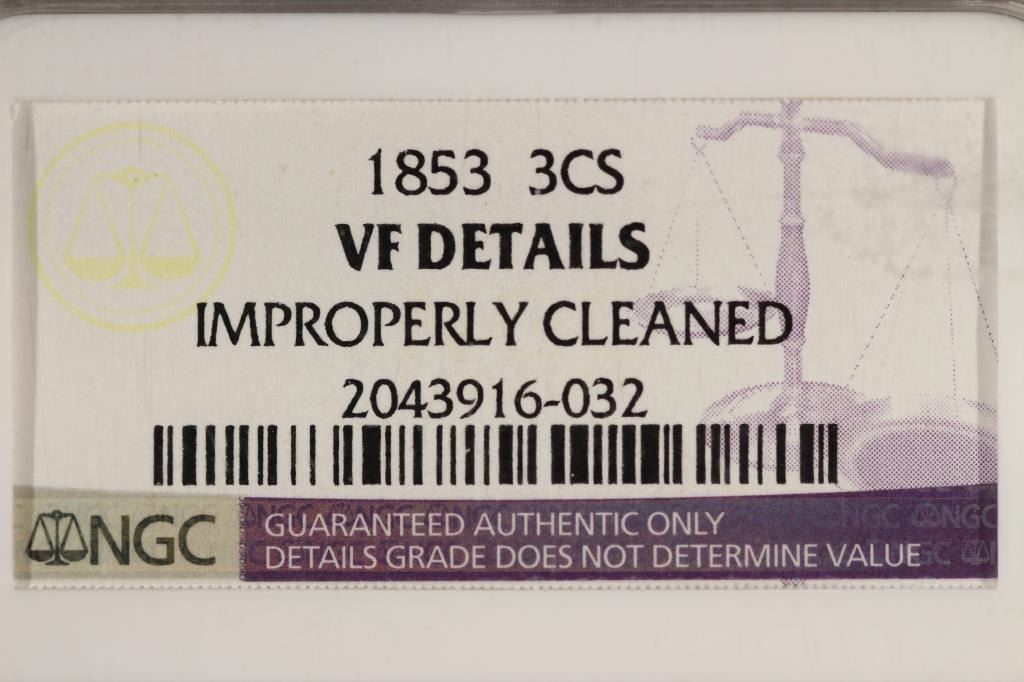 1853 3CS
VF DETAILS
IMPROPERLY CLEANED
2043916-032
NGC
GUARANTEED AUTHENTIC ONLY
DETAILS GRADE DOES NOT DETERMINE VALUE